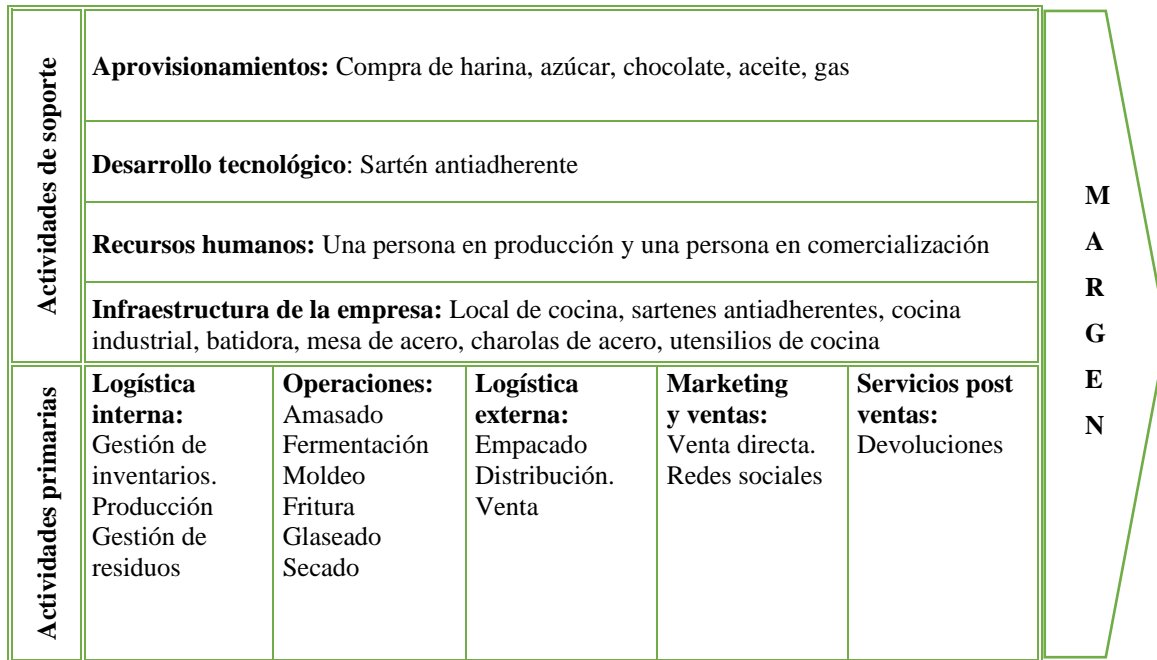 Actividades de soporte
Aprovisionamientos: Compra de harina, azúcar, chocolate, aceite, gas
Desarrollo tecnológico: Sartén antiadherente
Recursos humanos: Una persona en producción y una persona en comercialización
Infraestructura de la empresa: Local de cocina, sartenes antiadherentes, cocina
industrial, batidora, mesa de acero, charolas de acero, utensilios de cocina
Actividades primarias
Logística
interna:
Gestión de
inventarios.
Producción
Gestión de
residuos
Operaciones:
Amasado
Fermentación
Moldeo
Fritura
Glaseado
Secado
Logística
externa:
Empacado
Distribución.
Venta
Marketing
y ventas:
Venta directa.
Redes sociales
Servicios post
ventas:
Devoluciones
M
A
R
G
E
N